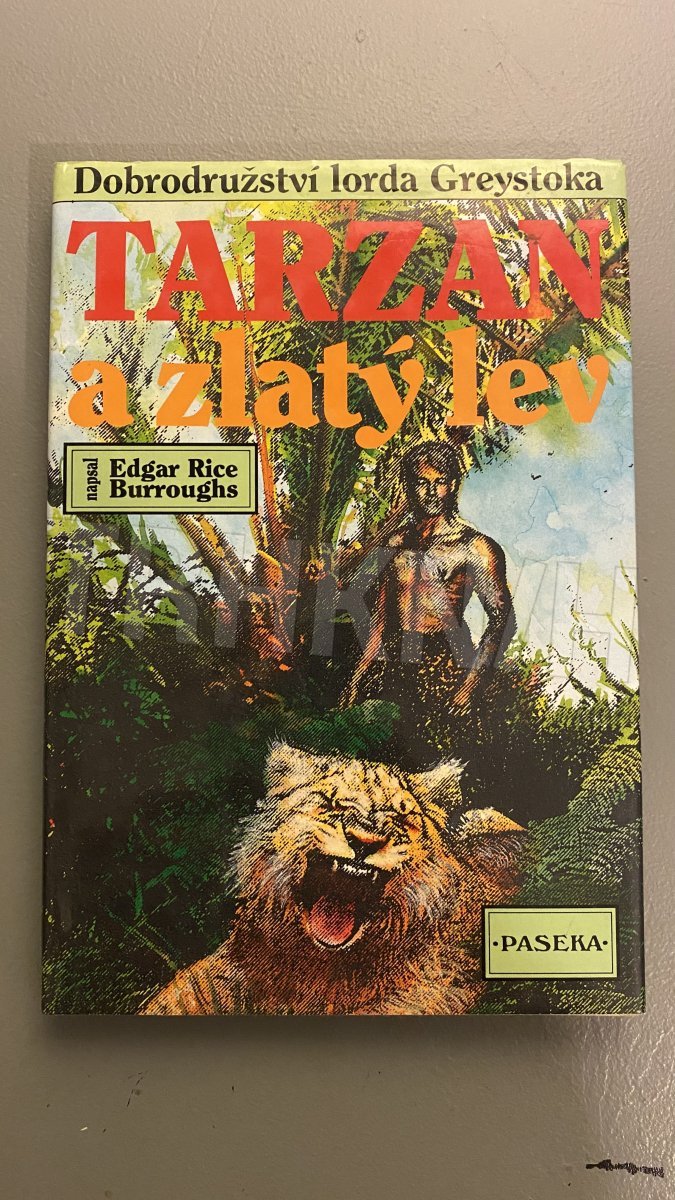 Dobrodružství lorda Greystoka
TARZAN
a zlatý lev
napsal
Edgar Rice
Burroughs
·PASEKA·